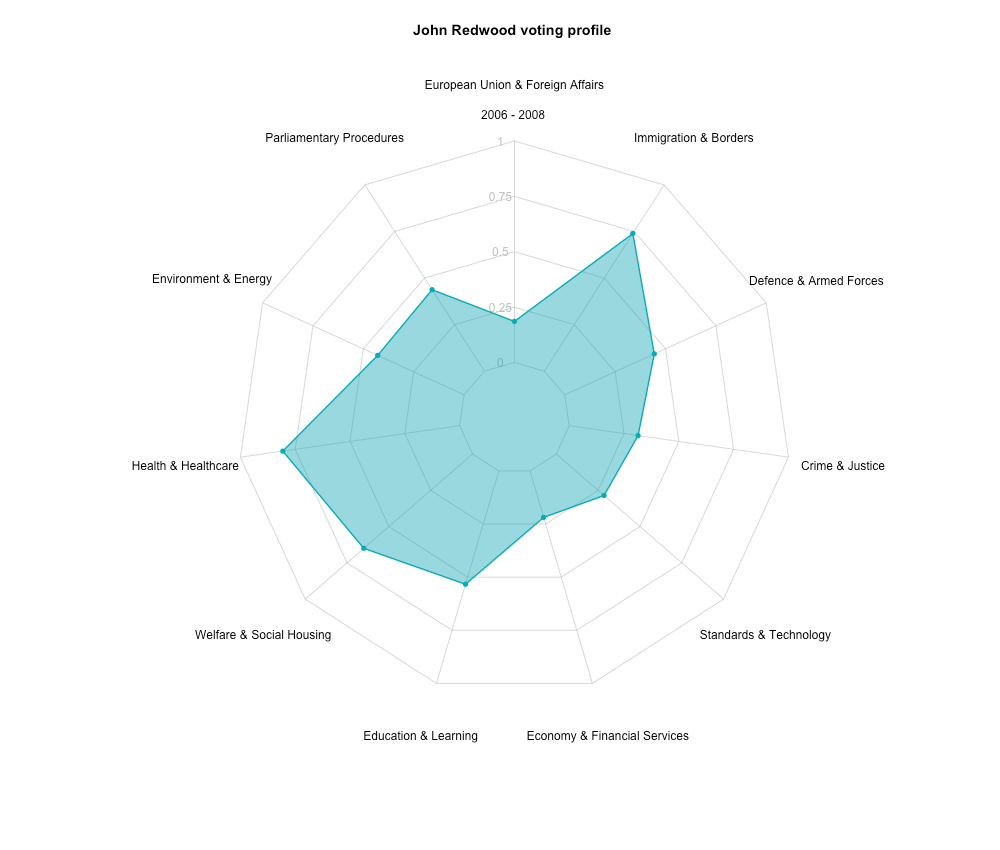 John Redwood voting profile
European Union & Foreign Affairs
2006 - 2008
Parliamentary Procedures
Immigration & Borders
1
0.75
0.5
0.25
0
Environment & Energy
Defence & Armed Forces
Health & Healthcare
Crime & Justice
Welfare & Social Housing
Standards & Technology
Education & Learning
Economy & Financial Services